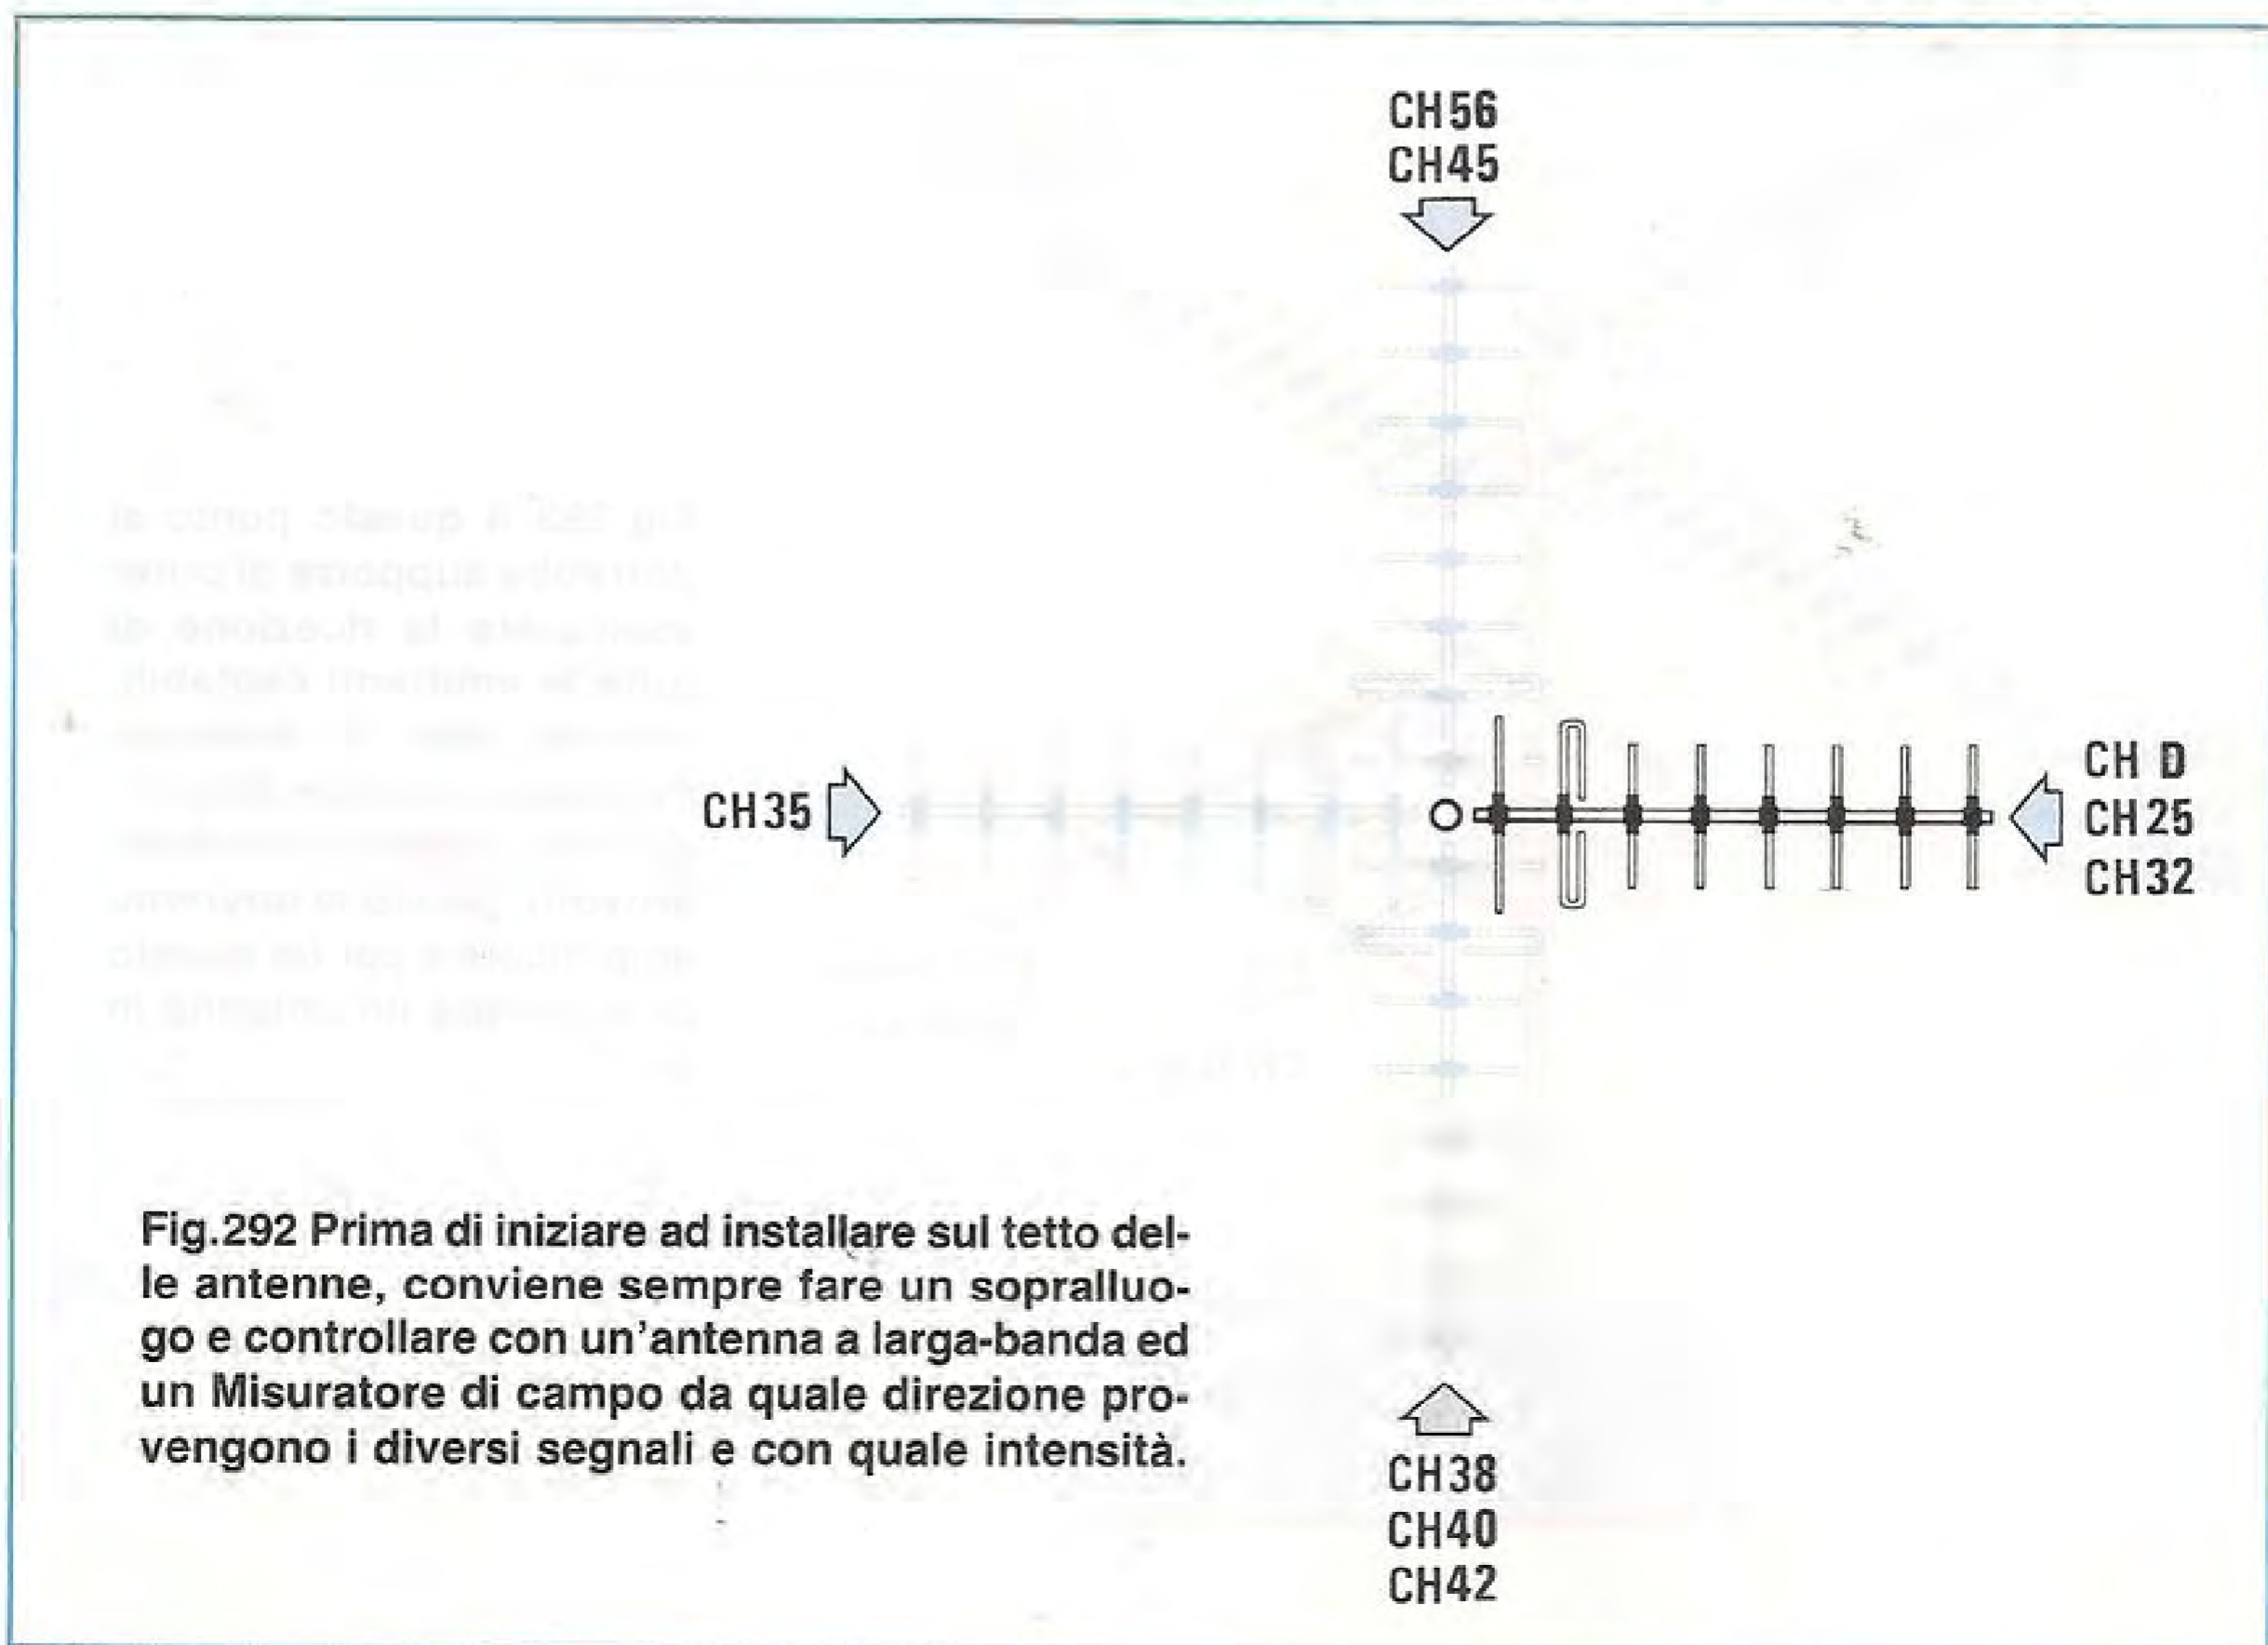 CH56
CH45
CH35
CH D
CH25
CH32
Fig.292 Prima di iniziare ad installare sul tetto del-
le antenne, conviene sempre fare un sopralluo-
go e controllare con un'antenna a larga-banda ed
un Misuratore di campo da quale direzione pro-
vengono i diversi segnali e con quale intensità.
CH38
CH40
CH42